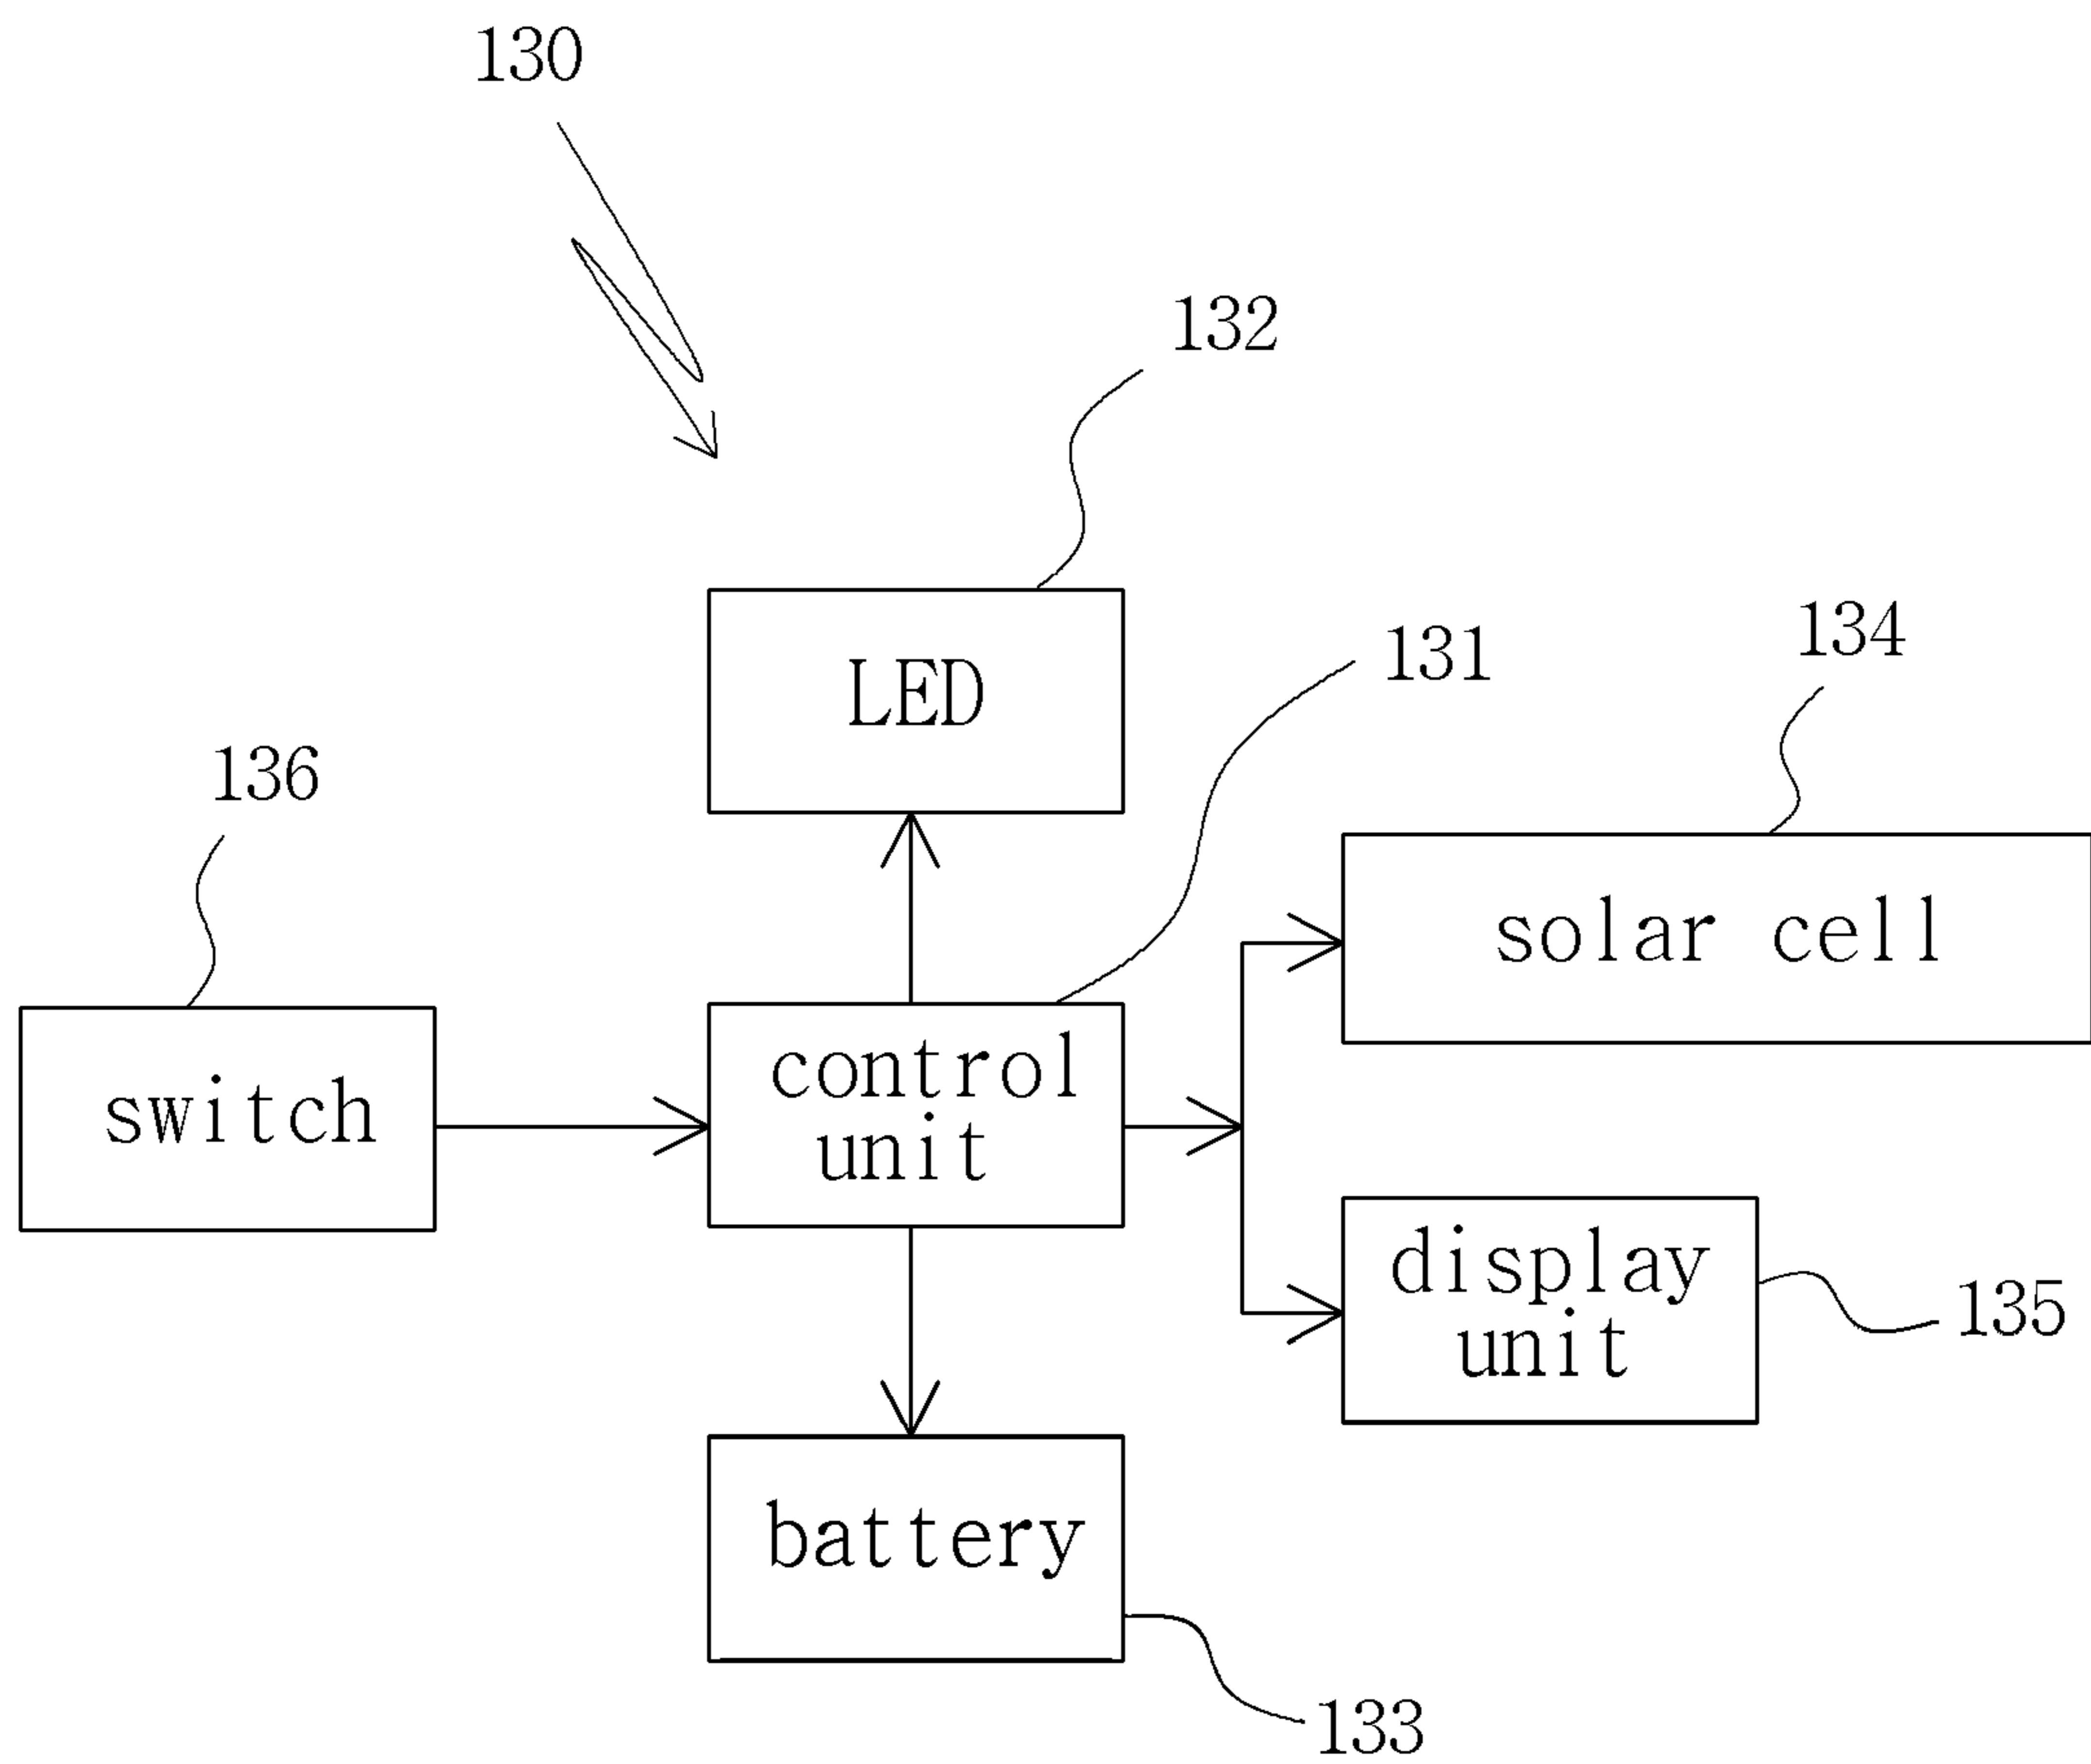 130
132
LED
131
134
136
solar cell
switch
control
unit
display
unit
135
battery
133